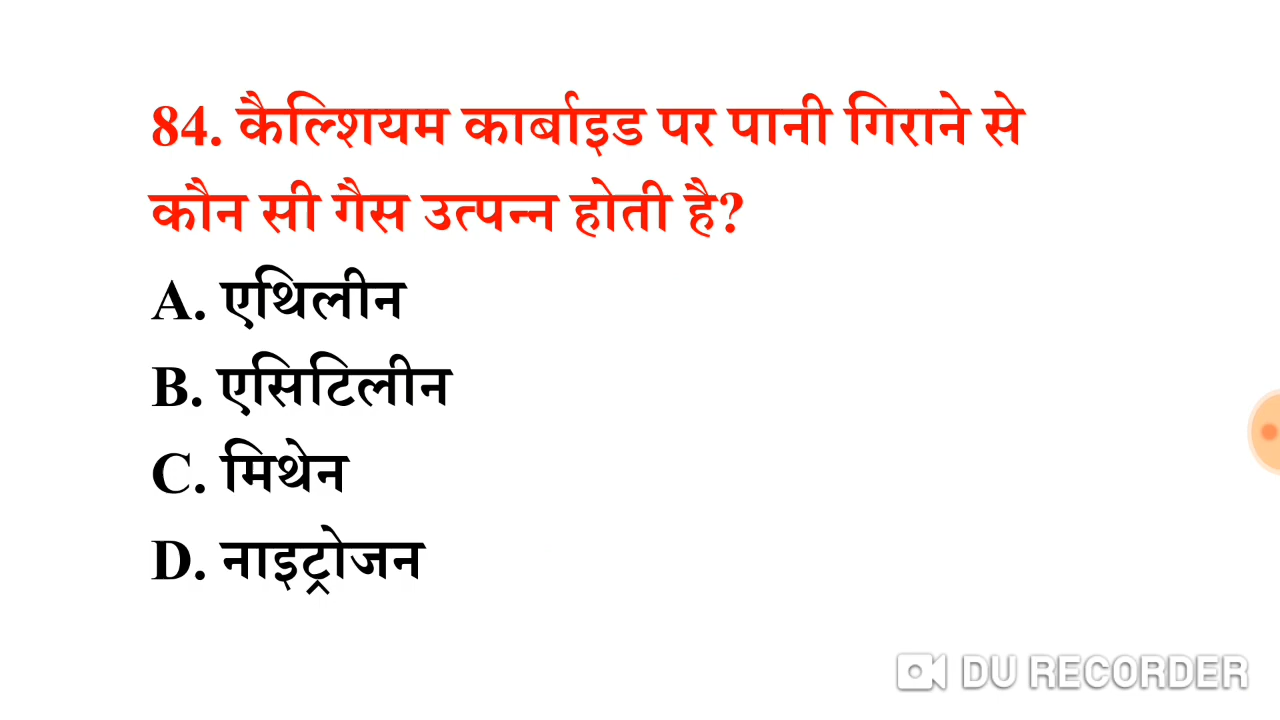 84. कैल्शियम कार्बाइड पर पानी गिराने से
कौन सी गैस उत्पन्न होती है?
A. एथिलीन
B. एसिटिलीन
C. मिथेन
D. नाइट्रोजन
DU RECORDER